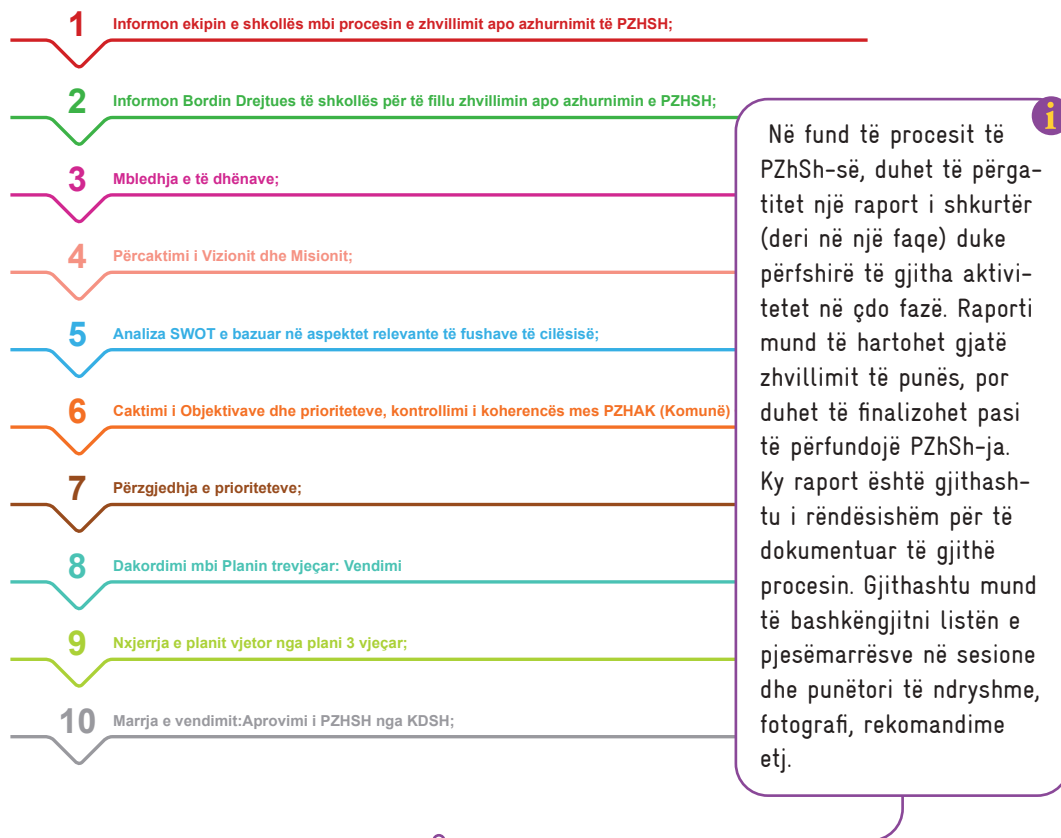 1
Informon ekipin e shkollës mbi procesin e zhvillimit apo azhurnimit të PZHSH;
2
Informon Bordin Drejtues të shkollës për të fillu zhvillimin apo azhurnimin e PZHSH;
3
Mbledhja e të dhënave;
4
Përcaktimi i Vizionit dhe Misionit;
5
Analiza SWOT e bazuar në aspektet relevante të fushave të cilësisë;
6
Caktimi i Objektivave dhe prioriteteve, kontrollimi i koherencës mes PZHAK (Komunë)
7
Përzgjedhja e prioriteteve;
8
Dakordimi mbi Planin trevjeçar: Vendimi
9
Nxjerrja e planit vjetor nga plani 3 vjeçar;
10
Marrja e vendimit:Aprovimi i PZHSH nga KDSH;
i
Në fund të procesit të
PZhSh-së, duhet të përga-
titet një raport i shkurtër
(deri në një faqe) duke
përfshirë të gjitha aktivi-
tetet në çdo fazë. Raporti
mund të hartohet gjatë
zhvillimit të punës, por
duhet të finalizohet pasi
të përfundojë PZhSh-ja.
Ky raport është gjithash-
tu i rëndësishëm për të
dokumentuar të gjithë
procesin. Gjithashtu mund
të bashkëngjitni listën e
pjesëmarrësve në sesione
dhe punëtori të ndryshme,
fotografi, rekomandime
etj.